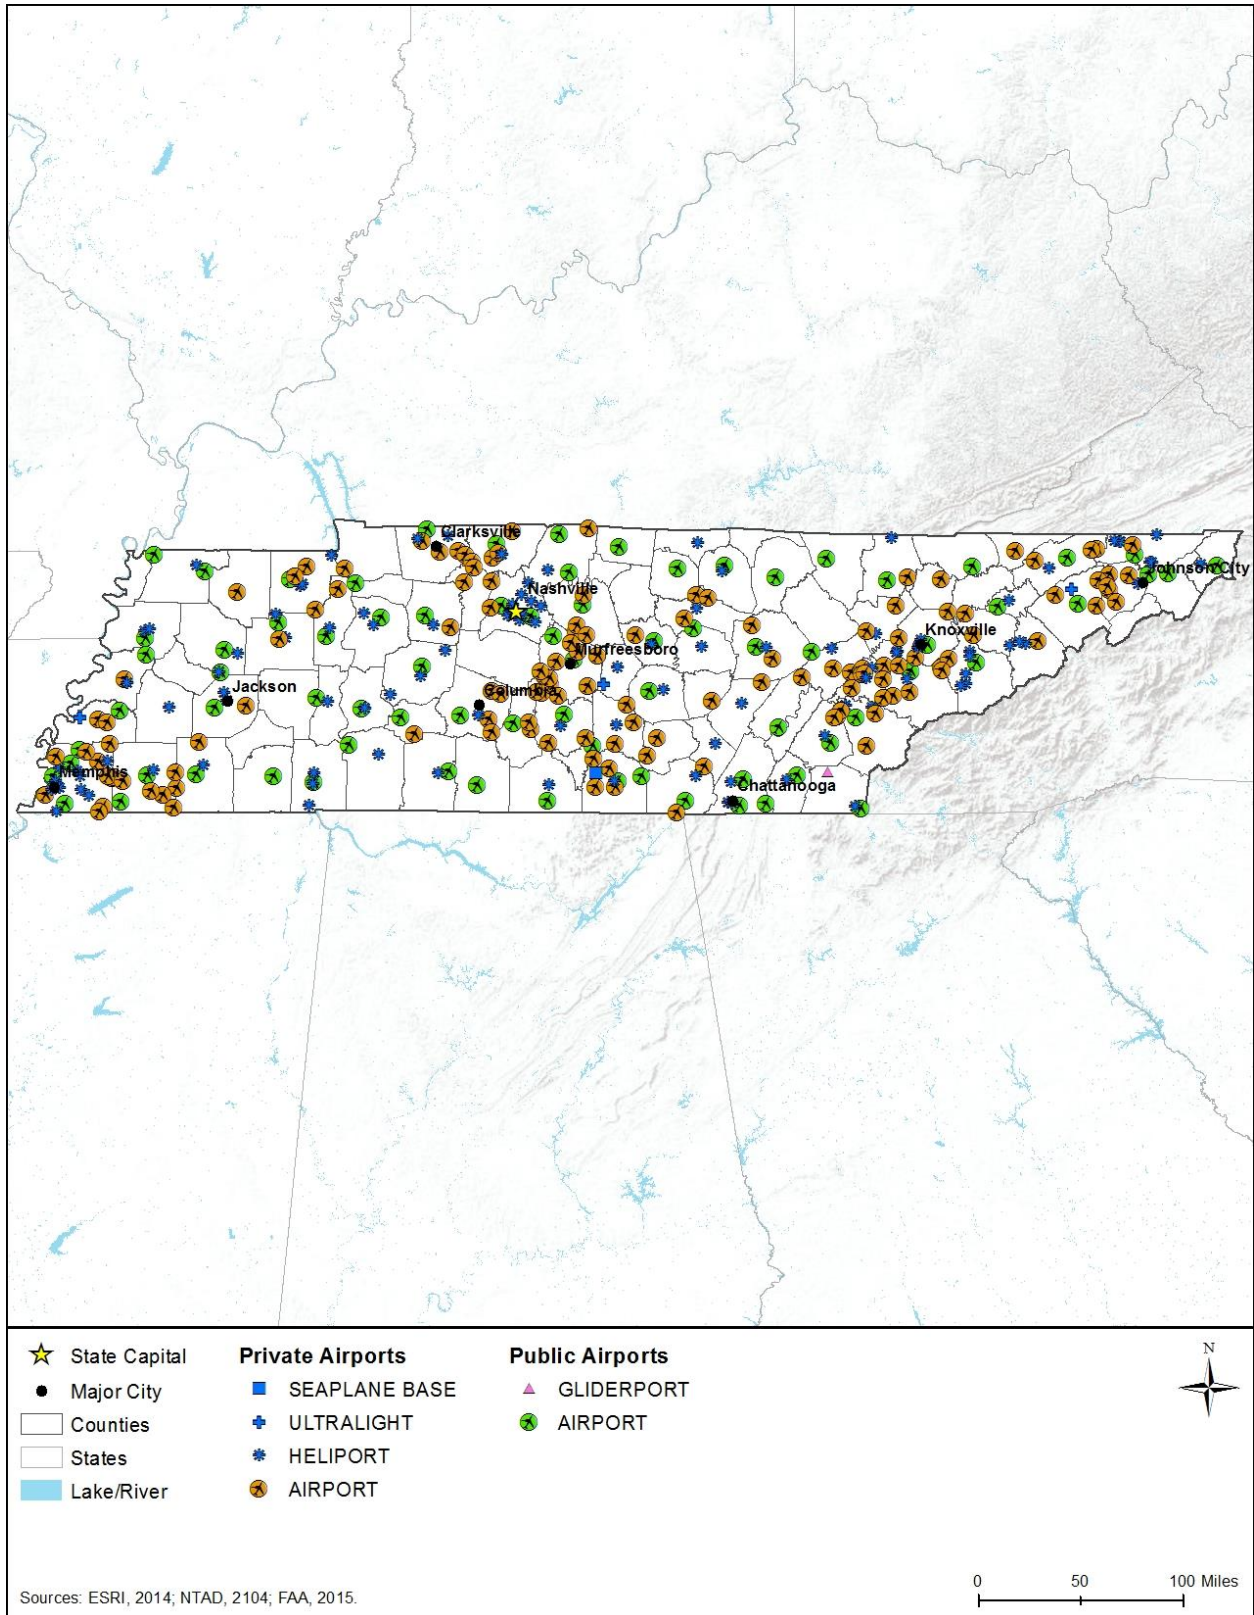 Clarksville
Nashville
Johnson City
Knoxville
Murfreesboro
Jackson
Columbia
Memphis
Chattanooga
State Capital
Major City
Counties
States
Lake/River
Private Airports
SEAPLANE BASE
ULTRALIGHT
HELIPORT
AIRPORT
Public Airports
GLIDERPORT
AIRPORT
N
0 50 100 Miles
Sources: ESRI, 2014; NTAD, 2104; FAA, 2015.